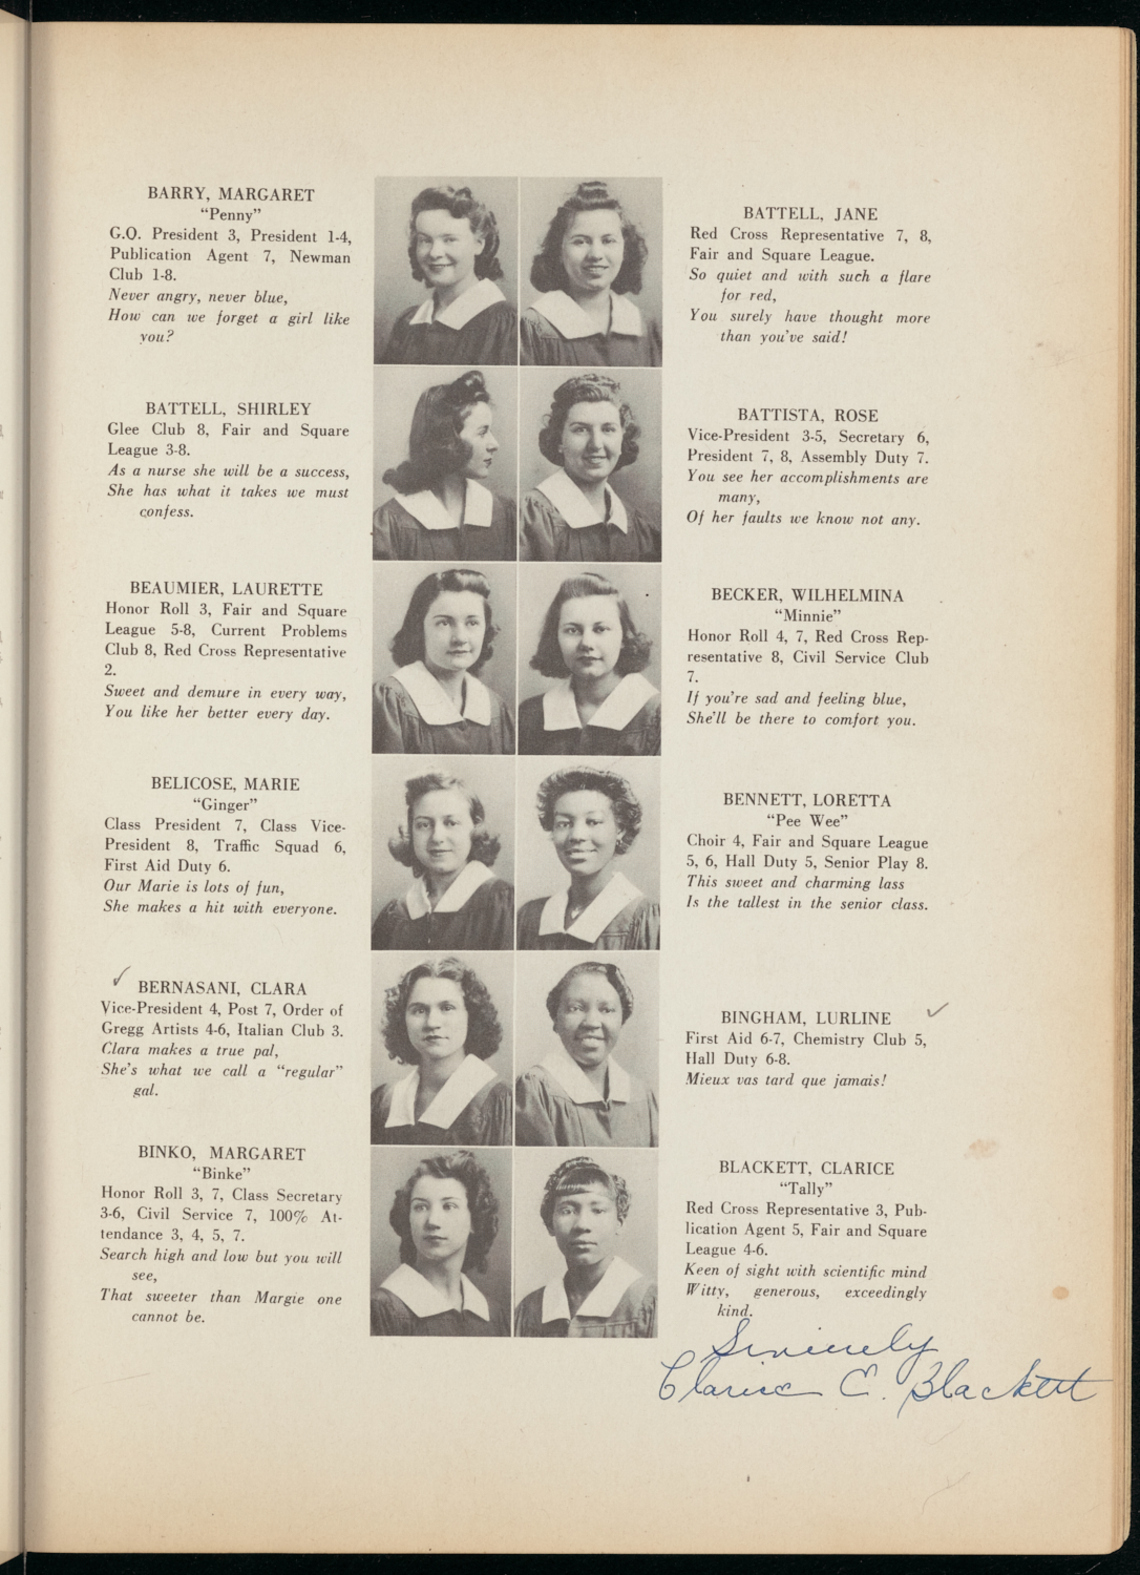 BARRY, MARGARET
“Penny”
G.O. President 3, President 1-4,
Publication Agent 7, Newman
Club 1-8.
Never angry, never blue,
How can we forget a girl like
you?
BATTELL, JANE
Red Cross Representative 7, 8,
Fair and Square League.
So quiet and with such a flare
for red,
You surely have thought more
than you've said!
BATTELL, SHIRLEY
Glee Club 8, Fair and Square
League 3-8.
As a nurse she will be a success,
She has what it takes we must
confess.
BATTISTA, ROSE
Vice-President 3-5, Secretary 6,
President 7, 8, Assembly Duty 7.
You see her accomplishments are
many,
Of her faults we know not any.
BEAUMIER, LAURETTE
Honor Roll 3, Fair and Square
League 5-8, Current Problems
Club 8, Red Cross Representative
2.
Sweet and demure in every way,
You like her better every day.
BECKER, WILHELMINA
“Minnie”
Honor Roll 4, 7, Red Cross Rep-
resentative 8, Civil Service Club
7.
If you're sad and feeling blue,
She'll be there to comfort you.
BELICOSE, MARIE
“Ginger”
Class President 7, Class Vice-
President 8, Traffic Squad 6,
First Aid Duty 6.
Our Marie is lots of fun,
She makes a hit with everyone.
BENNETT, LORETTA
“Pee Wee”
Choir 4, Fair and Square League
5, 6, Hall Duty 5, Senior Play 8.
This sweet and charming lass
Is the tallest in the senior class.
BERNASANI, CLARA
Vice-President 4, Post 7, Order of
Gregg Artists 4-6, Italian Club 3.
Clara makes a true pal,
She's what we call a “regular”
gal.
BINGHAM, LURLINE
First Aid 6-7, Chemistry Club 5,
Hall Duty 6-8.
Mieux vas tard que jamais!
BINKO, MARGARET
“Binke”
Honor Roll 3, 7, Class Secretary
3-6, Civil Service 7, 100% At-
tendance 3, 4, 5, 7.
Search high and low but you will
see,
That sweeter than Margie one
cannot be.
BLACKETT, CLARICE
“Tally”
Red Cross Representative 3, Pub-
lication Agent 5, Fair and Square
League 4-6.
Keen of sight with scientific mind
Witty, generous, exceedingly
kind.
Sincerely
Clarice E. Blackett